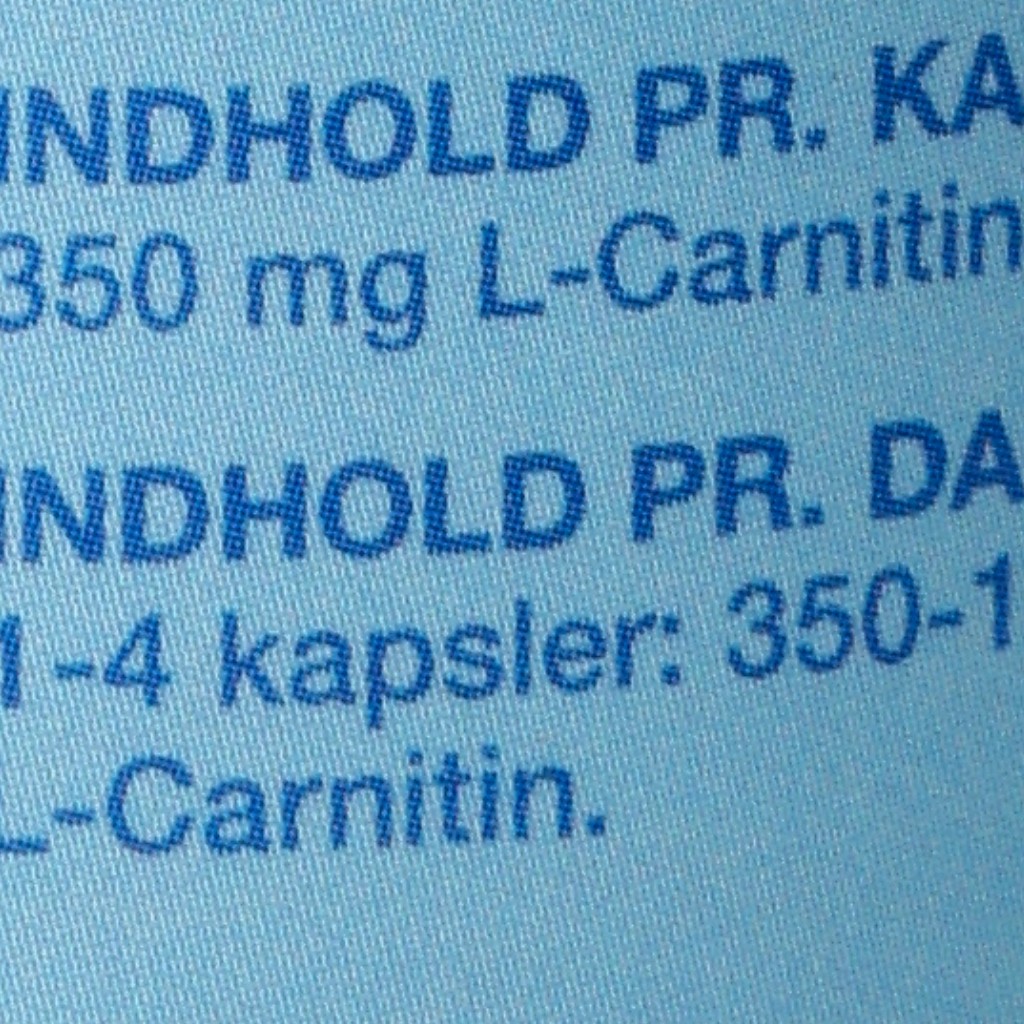 INDHOLD PR. KA
350 mg L-Carnitin
INDHOLD PR. DA
1-4 kapsler: 350-1
L-Carnitin.